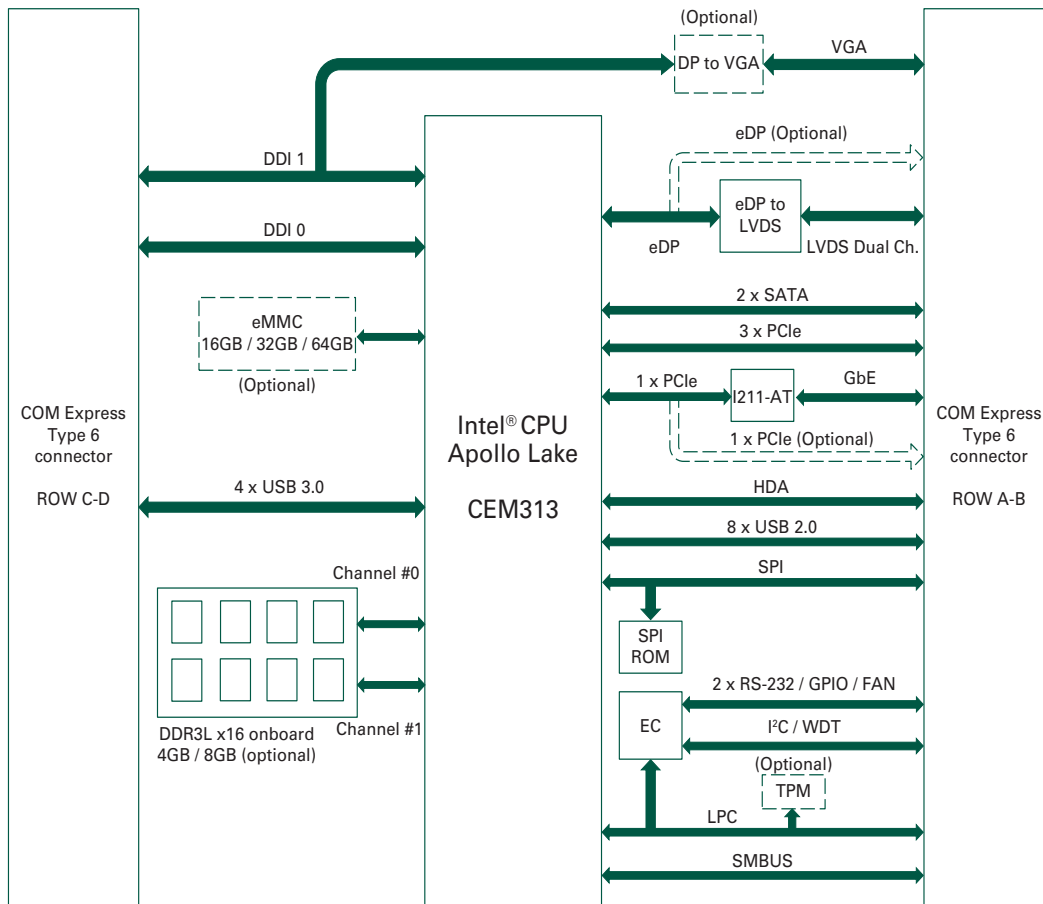 (Optional)
DP to VGA
VGA
DDI 1
eDP (Optional)
eDP to
LVDS
eDP
LVDS Dual Ch.
DDI 0
eMMC
16GB / 32GB / 64GB
(Optional)
2 x SATA
3 x PCIe
1 x PCIe
I211-AT
GbE
1 x PCIe (Optional)
COM Express
Type 6
connector
ROW C-D
Intel® CPU
Apollo Lake
CEM313
COM Express
Type 6
connector
ROW A-B
4 x USB 3.0
HDA
8 x USB 2.0
SPI
SPI
ROM
Channel #0
Channel #1
DDR3L x16 onboard
4GB / 8GB (optional)
EC
2 x RS-232 / GPIO / FAN
I²C / WDT
(Optional)
TPM
LPC
SMBUS